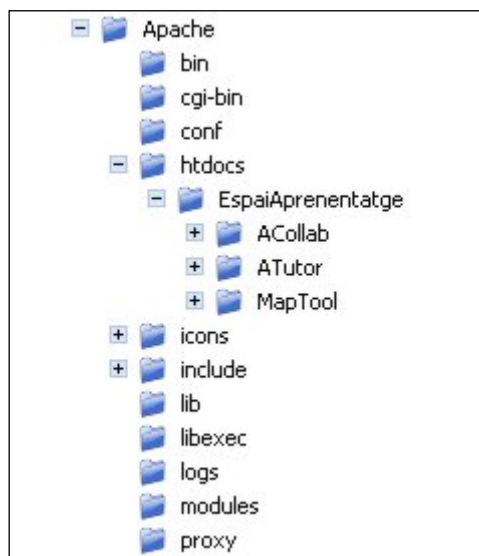 Apache
bin
cgi-bin
conf
htdocs
EspaiAprenentatge
ACollab
ATutor
MapTool
icons
include
lib
libexec
logs
modules
proxy